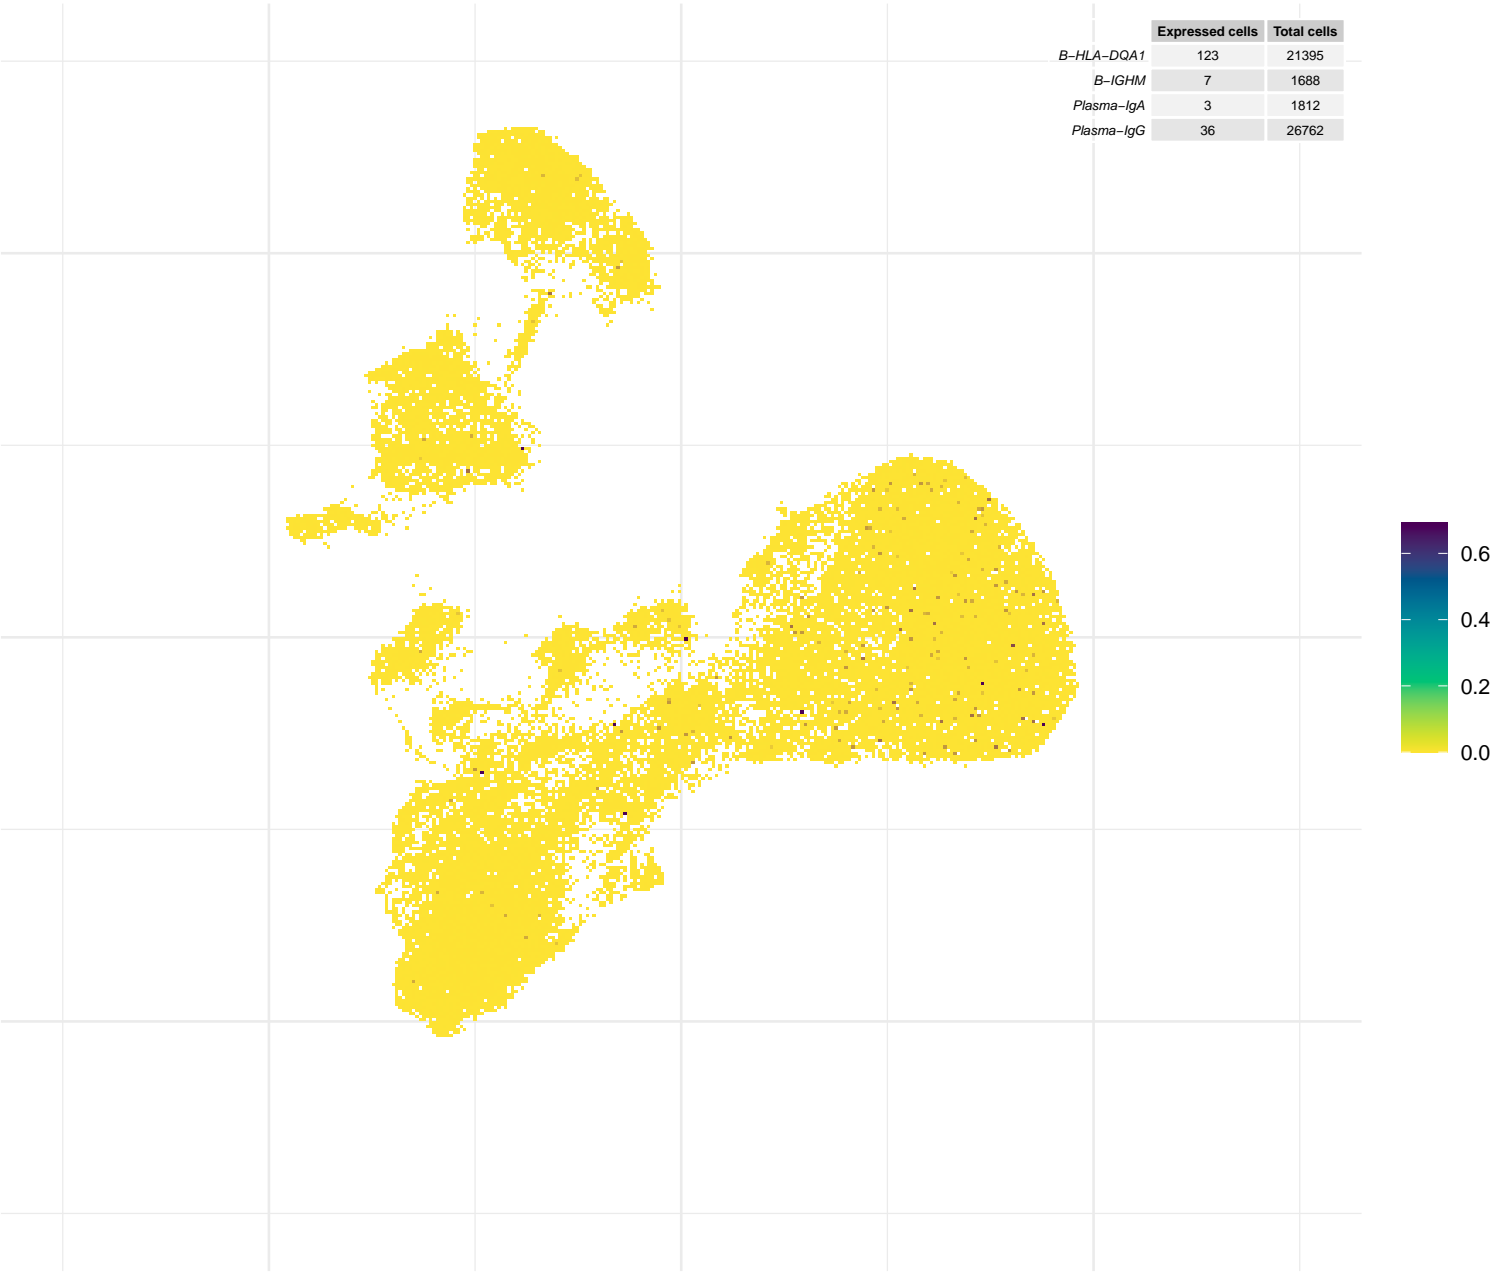 Expressed cells Total cells
B−HLA−DQA1 123 21395
B−IGHM 7 1688
Plasma−IgA 3 1812
Plasma−IgG 36 26762
0.6
0.4
0.2
0.0